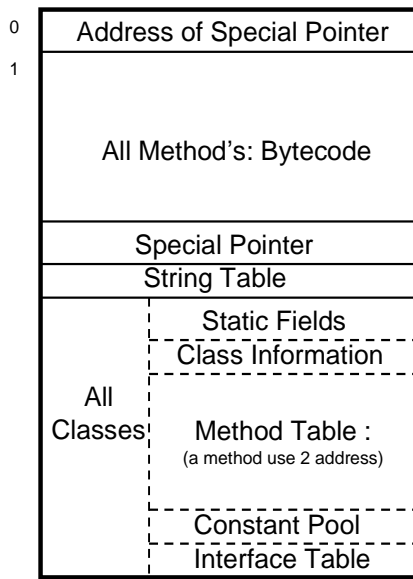 0
Address of Special Pointer
1
All Method's: Bytecode
Special Pointer
String Table
Static Fields
Class Information
All
Classes
Method Table :
(a method use 2 address)
Constant Pool
Interface Table